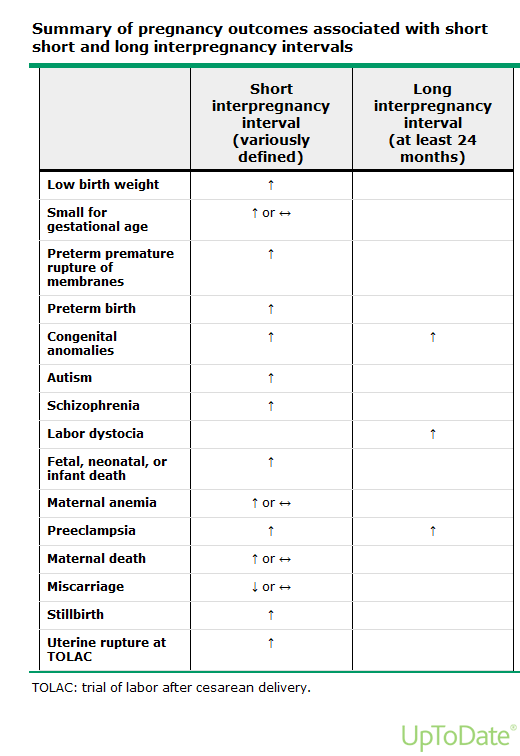 Summary of pregnancy outcomes associated with short
short and long interpregnancy intervals
Short
interpregnancy
interval
(variously
defined)
Long
interpregnancy
interval
(at least 24
months)
Low birth weight ↑
Small for
gestational age ↑ or ↔
Preterm premature
rupture of
membranes ↑
Preterm birth ↑
Congenital
anomalies ↑ ↑
Autism ↑
Schizophrenia ↑
Labor dystocia ↑
Fetal, neonatal, or
infant death ↑
Maternal anemia ↑ or ↔
Preeclampsia ↑ ↑
Maternal death ↑ or ↔
Miscarriage ↓ or ↔
Stillbirth ↑
Uterine rupture at
TOLAC ↑
TOLAC: trial of labor after cesarean delivery.
UpToDate®